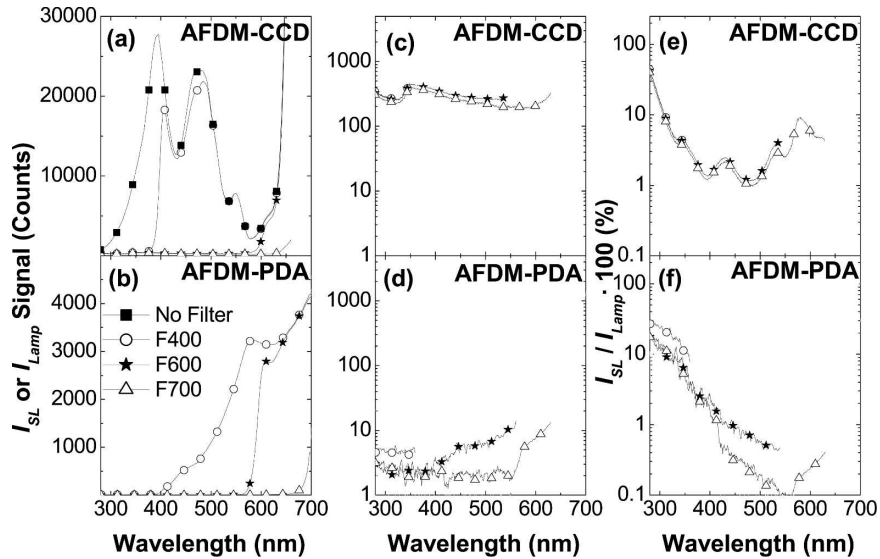 (a) AFDM-CCD
30000
20000
10000
0
(b) AFDM-PDA
4000
3000
2000
1000
No Filter
F400
F600
F700
300 400 500 600 700
Wavelength (nm)
I_SL or I_Lamp Signal (Counts)
(c) AFDM-CCD
1000
100
10
1
(d) AFDM-PDA
1000
100
10
1
300 400 500 600 700
Wavelength (nm)
(e) AFDM-CCD
100
10
1
0.1
(f) AFDM-PDA
10
1
0.1
300 400 500 600 700
Wavelength (nm)
I_SL / I_Lamp · 100 (%)